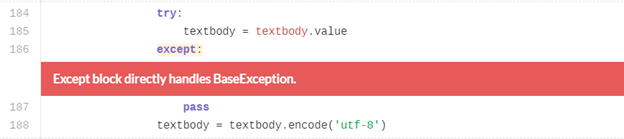 184 try:
185 textbody = textbody.value
186 except:
Except block directly handles BaseException.
187 pass
188 textbody = textbody.encode('utf-8')